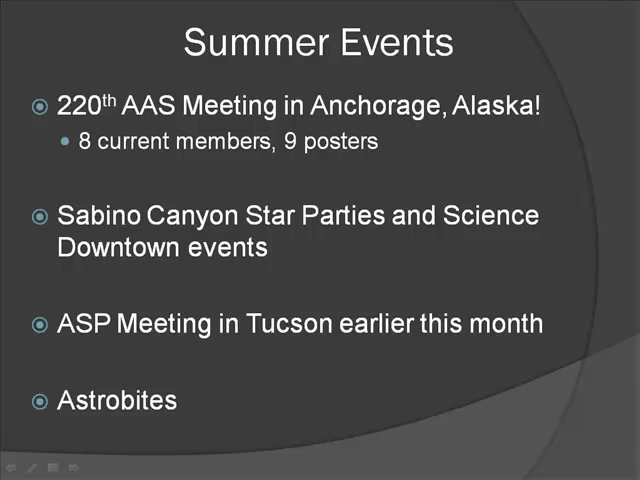 Summer Events
220th AAS Meeting in Anchorage, Alaska!
8 current members, 9 posters
Sabino Canyon Star Parties and Science
Downtown events
ASP Meeting in Tucson earlier this month
Astrobites